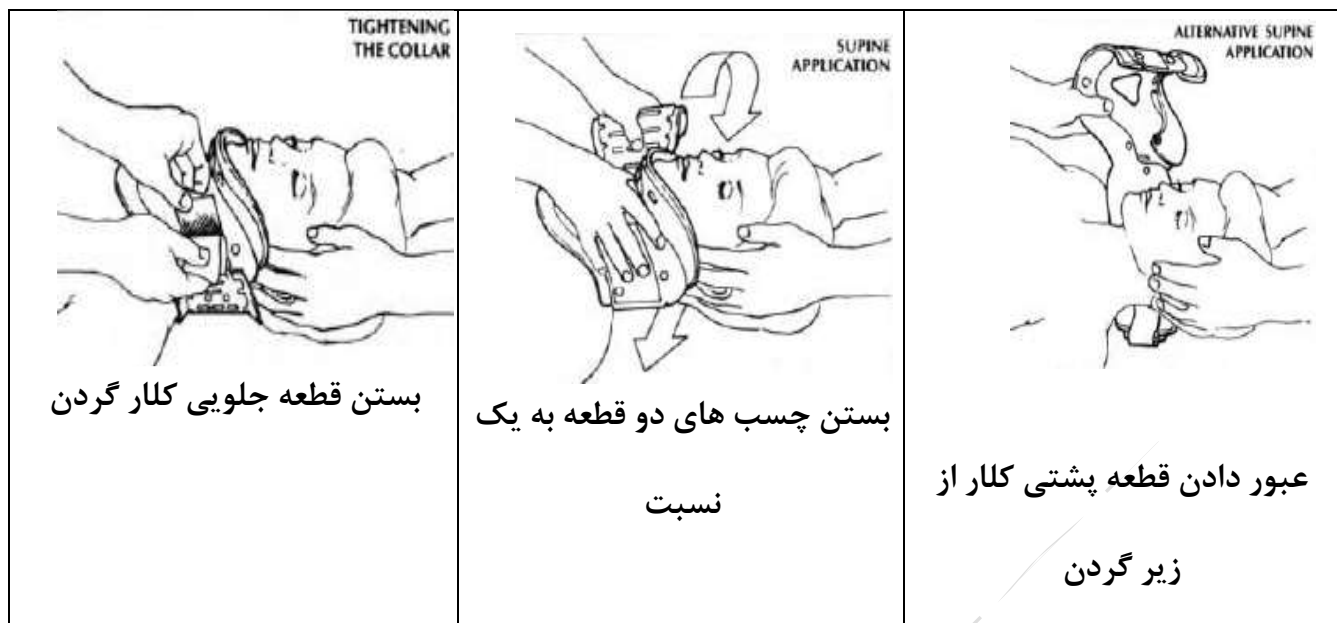 ALTERNATIVE SUPINE
APPLICATION
عبور دادن قطعه پشتی کلار از
زیر گردن
SUPINE
APPLICATION
بستن چسب های دو قطعه به یک
نسبت
TIGHTENING
THE COLLAR
بستن قطعه جلویی کلار گردن